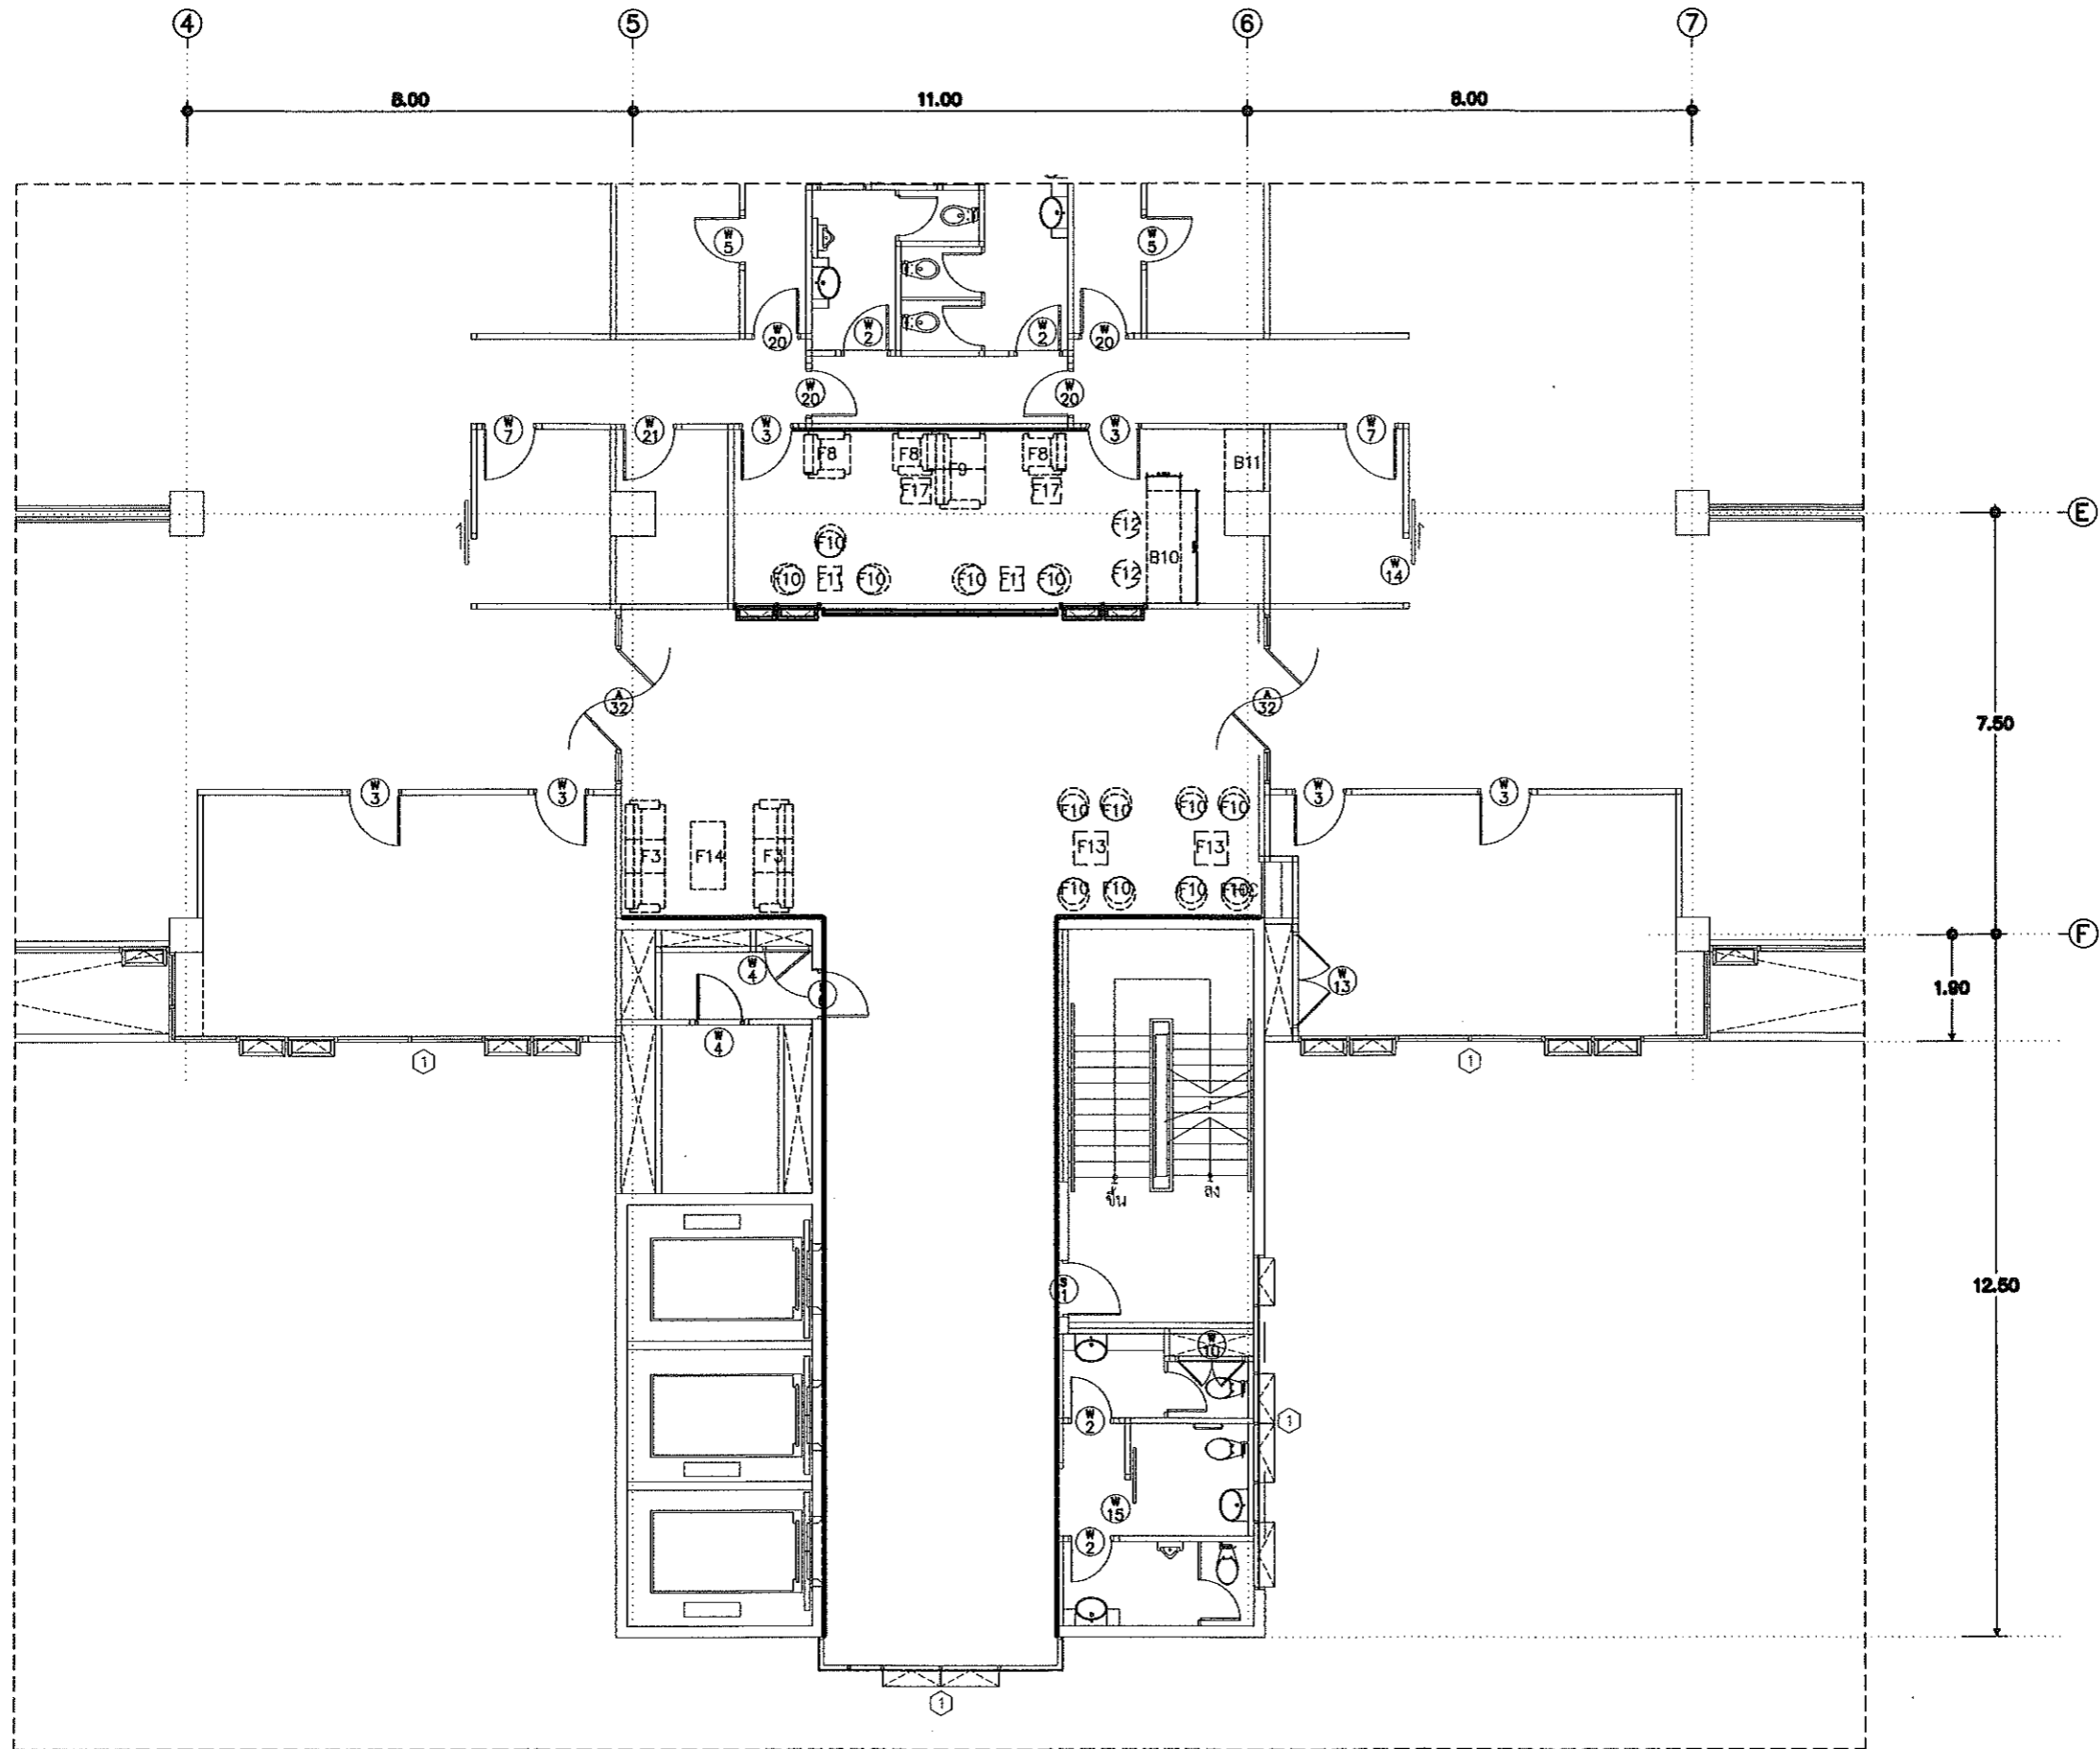 4 5 6 7
8.00 11.00 8.00
W 5 W 5
W 20 W 2 W 2 W 20
W 20 W 20
W 7 W 21 W 3 W 3 W 7
F8 F8 F9 F8 B11
F17 F17
E
F12
F10 B10
F10 F11 F10 F10 F11 F10 F12 W 14
A 32 A 32
7.50
W 3 W 3 W 3 W 3
F10 F10 F10 F10
F3 F14 F3 F13 F13
F10 F10 F10 F10
F
W 4 W 13
1.90
W 4
1 1
ขึ้น ลง
S 1
12.50
W 10
W 2 1
W 15
W 2
1